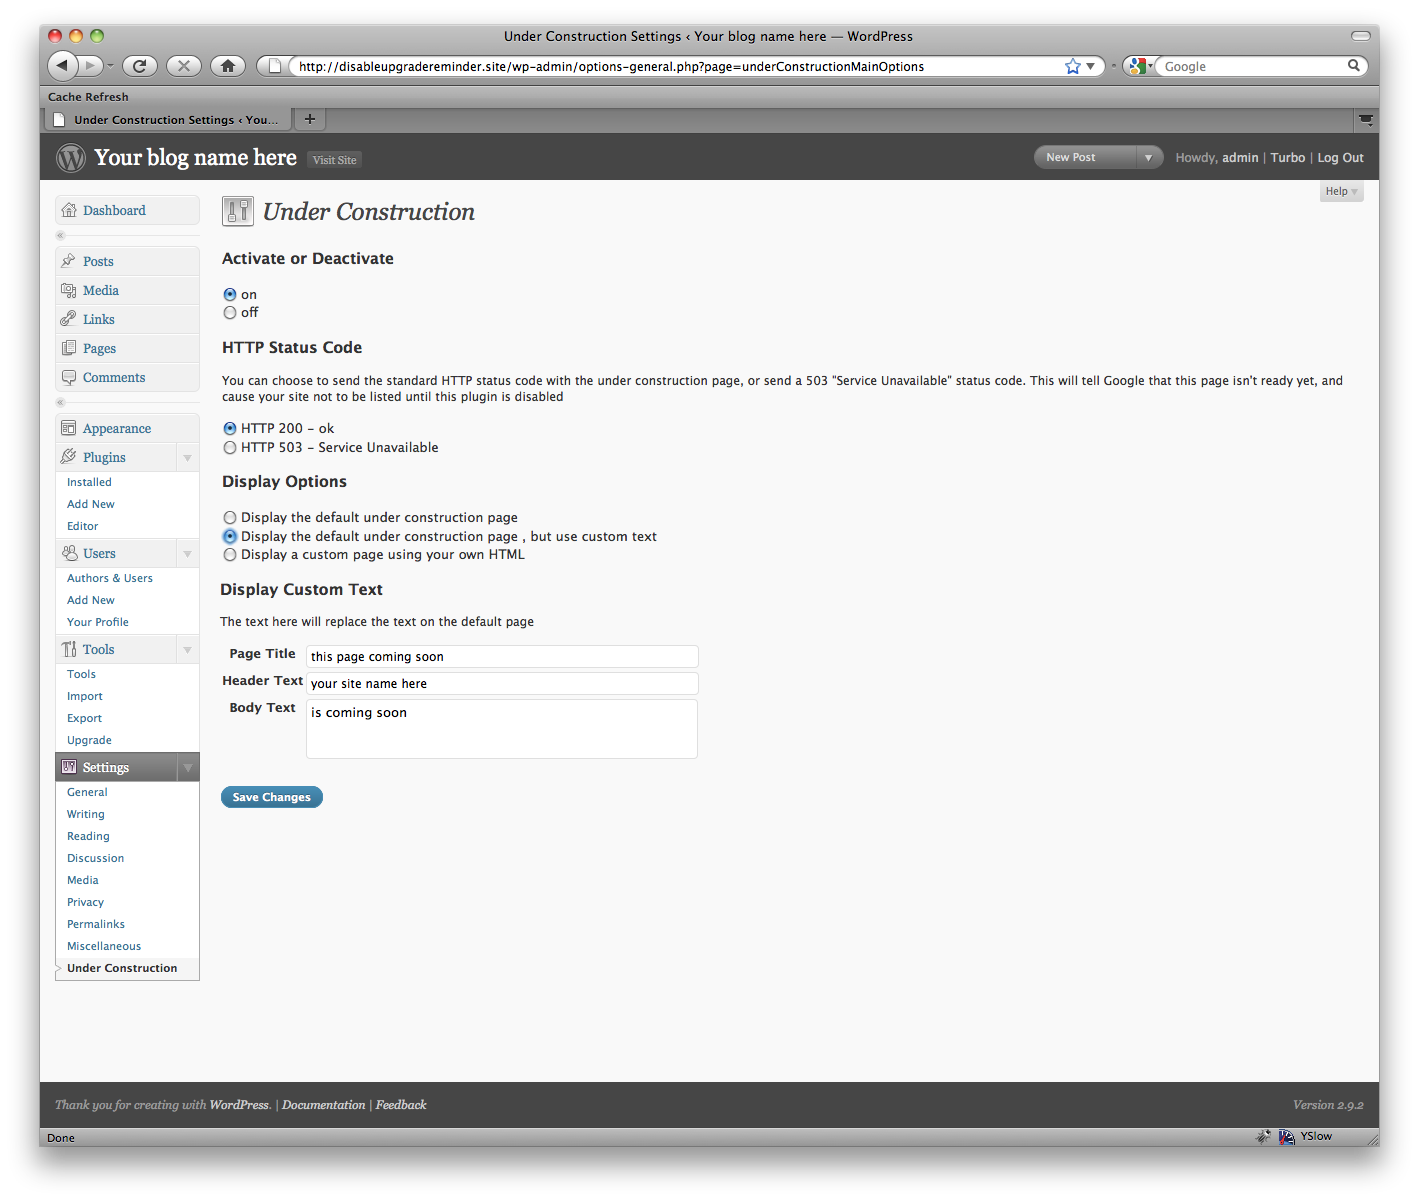 Under Construction Settings ‹ Your blog name here — WordPress
http://disableupgradereminder.site/wp-admin/options-general.php?page=underConstructionMainOptions
Google
Cache Refresh
Under Construction Settings ‹ You...
Your blog name here
Visit Site
New Post
Howdy, admin | Turbo | Log Out
Help
Dashboard
Posts
Media
Links
Pages
Comments
Appearance
Plugins
Installed
Add New
Editor
Users
Authors & Users
Add New
Your Profile
Tools
Tools
Import
Export
Upgrade
Settings
General
Writing
Reading
Discussion
Media
Privacy
Permalinks
Miscellaneous
Under Construction
Under Construction
Activate or Deactivate
on
off
HTTP Status Code
You can choose to send the standard HTTP status code with the under construction page, or send a 503 "Service Unavailable" status code. This will tell Google that this page isn't ready yet, and
cause your site not to be listed until this plugin is disabled
HTTP 200 - ok
HTTP 503 - Service Unavailable
Display Options
Display the default under construction page
Display the default under construction page , but use custom text
Display a custom page using your own HTML
Display Custom Text
The text here will replace the text on the default page
Page Title
this page coming soon
Header Text
your site name here
Body Text
is coming soon
Save Changes
Thank you for creating with WordPress. | Documentation | Feedback
Version 2.9.2
Done
YSlow